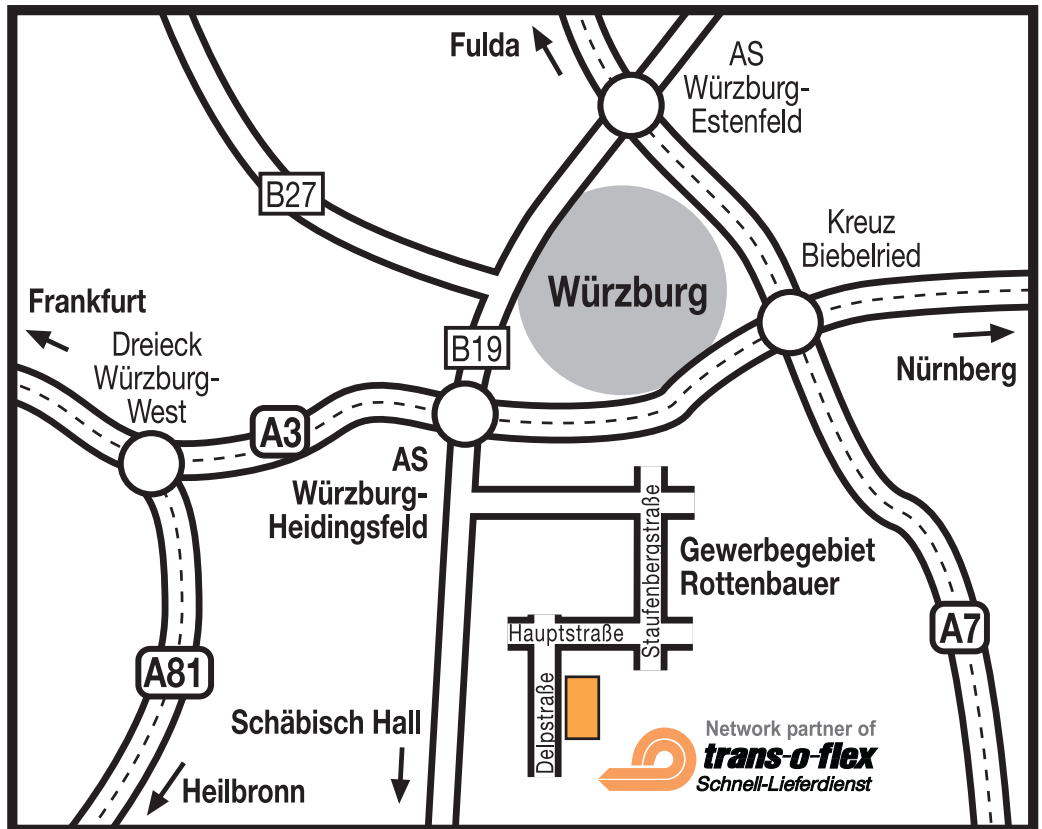 Fulda
AS
Würzburg-
Estenfeld
B27
Kreuz
Biebelried
Würzburg
Frankfurt
Dreieck
Würzburg-
West
B19
Nürnberg
A3
AS
Würzburg-
Heidingsfeld
Staufenbergstraße
Gewerbegebiet
Rottenbauer
Hauptstraße
A7
A81
Delpstraße
Schäbisch Hall
Heilbronn
Network partner of
trans-o-flex
Schnell-Lieferdienst